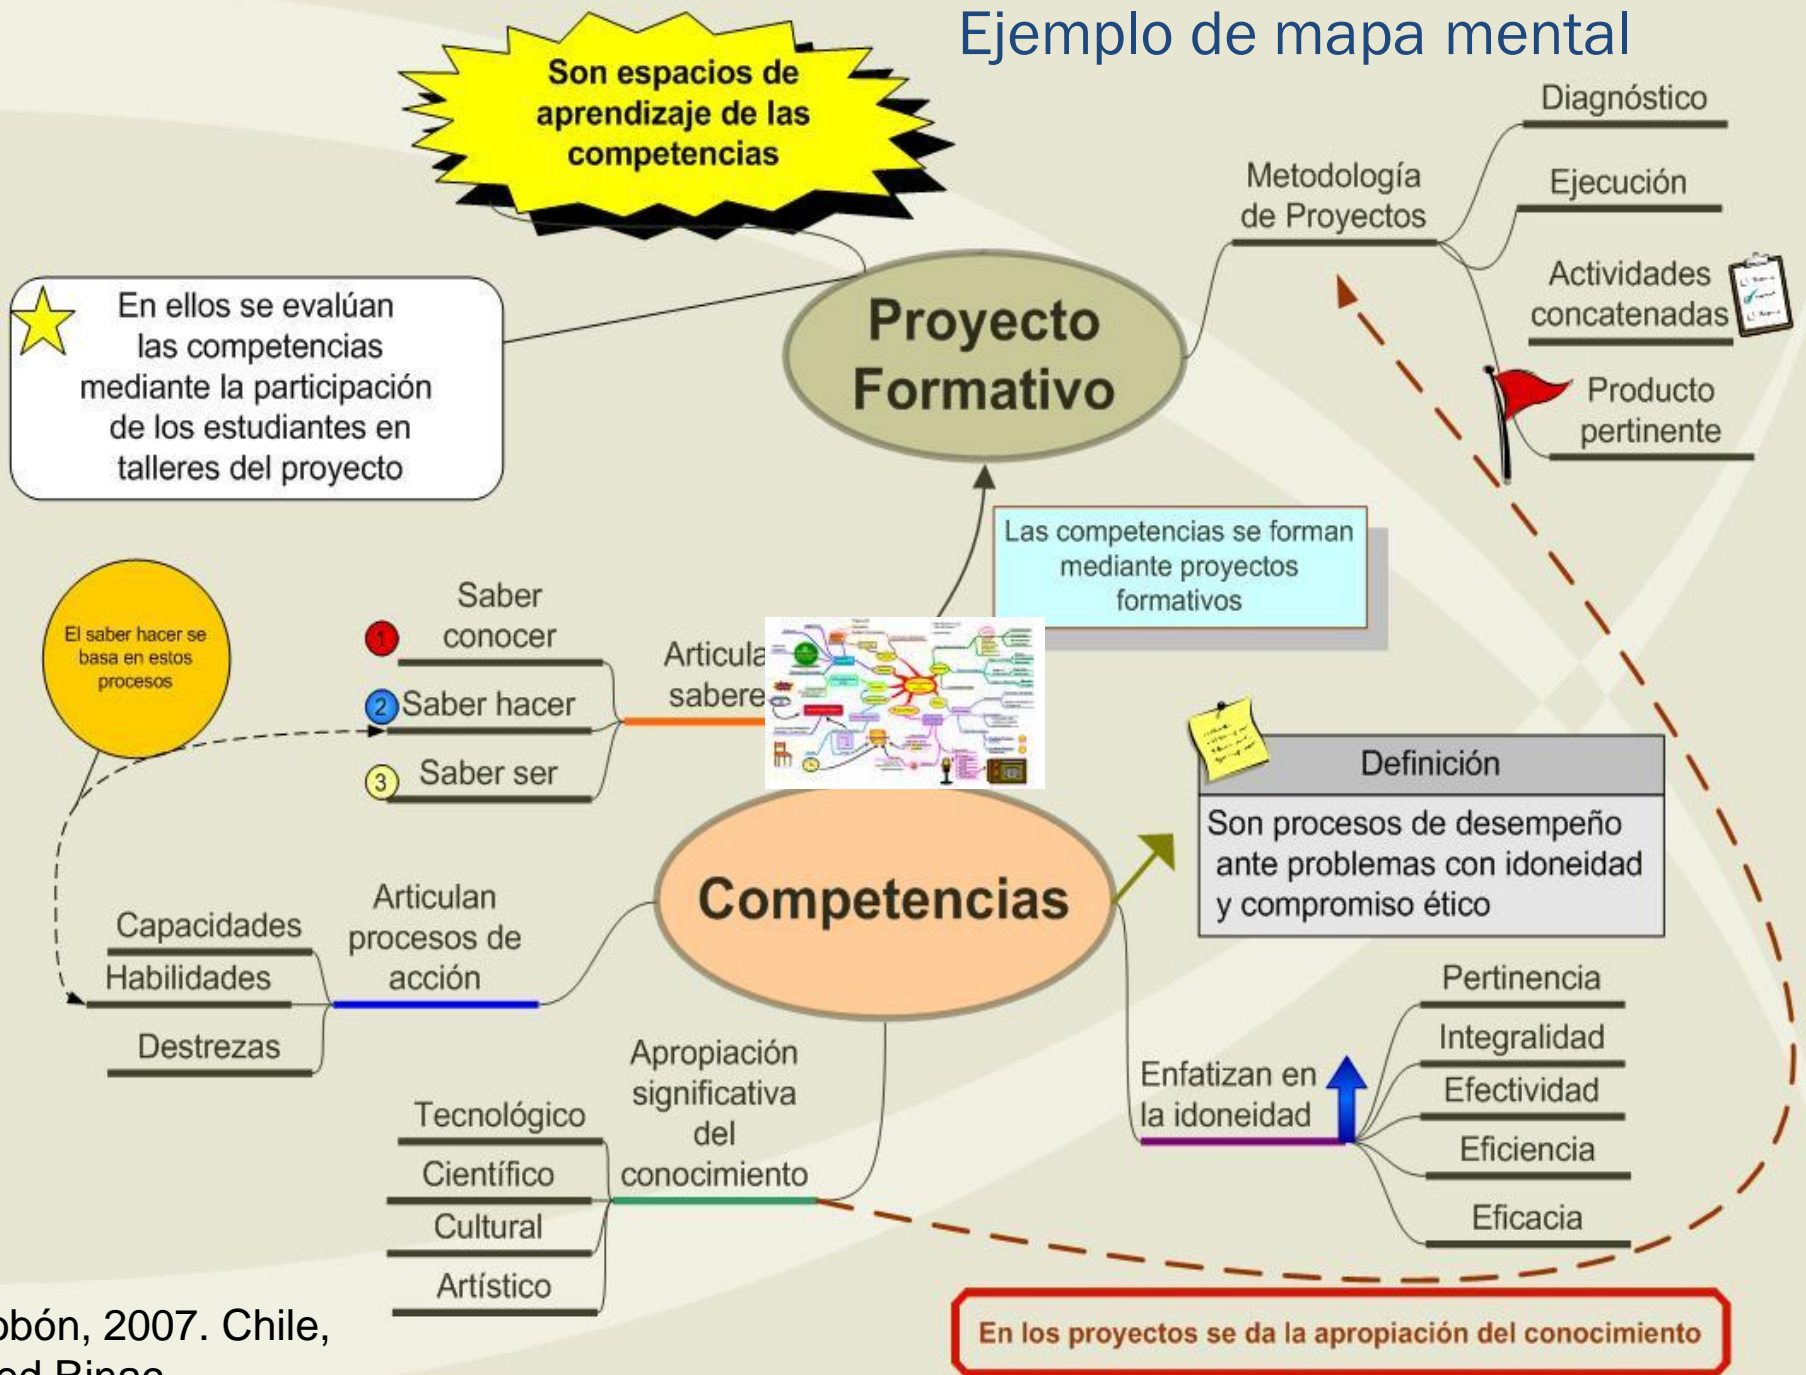 Ejemplo de mapa mental
Son espacios de
aprendizaje de las
competencias
Diagnóstico
Metodología
de Proyectos
Ejecución
Actividades
concatenadas
Producto
pertinente
En ellos se evalúan
las competencias
mediante la participación
de los estudiantes en
talleres del proyecto
Proyecto
Formativo
Las competencias se forman
mediante proyectos
formativos
El saber hacer se
basa en estos
procesos
1 Saber
conocer
2 Saber hacer
3 Saber ser
Articula
sabere
Definición
Son procesos de desempeño
ante problemas con idoneidad
y compromiso ético
Competencias
Articulan
procesos de
acción
Capacidades
Habilidades
Destrezas
Apropiación
significativa
del
conocimiento
Tecnológico
Científico
Cultural
Artístico
Enfatizan en
la idoneidad
Pertinencia
Integralidad
Efectividad
Eficiencia
Eficacia
En los proyectos se da la apropiación del conocimiento
obón, 2007. Chile,